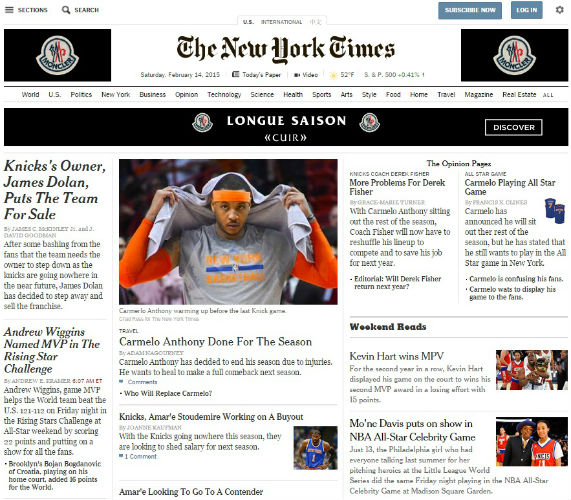 SECTIONS
SEARCH
SUBSCRIBE NOW
LOG IN
U.S. INTERNATIONAL 中文
MONCLER
The New York Times
MONCLER
Saturday, February 14, 2015 Today's Paper Video 52°F S. & P. 500 +0.41% ↑
World U.S. Politics New York Business Opinion Technology Science Health Sports Arts Style Food Home Travel Magazine Real Estate ALL
LONGUE SAISON
«CUIR»
DISCOVER
Knicks's Owner,
James Dolan,
Puts The Team
For Sale
By JAMES C. McKINLEY Jr. and J.
DAVID GOODMAN
After some bashing from the
fans that the team needs the
owner to step down as the
knicks are going nowhere in
the near future, James Dolan
has decided to step away and
sell the franchise.
Andrew Wiggins
Named MVP in The
Rising Star
Challenge
By ANDREW E. KRAMER 6:07 AM ET
Andrew Wiggins, game MVP
helps the World team beat the
U.S. 121-112 on Friday night in
the Rising Stars Challenge at
All-Star weekend by scoring
22 points and putting on a
show for all the fans.
• Brooklyn's Bojan Bogdanovic
of Croatia, playing on his
home court, added 16 points
for the World.
NEW YORK
Carmerlo Anthony warming up before the last Knick game.
Chad Ross for The New York Times
TRAVEL
Carmelo Anthony Done For The Season
By ADAM NAGOURNEY
Carmelo Anthony has decided to end his season due to injuries.
He wants to heal to make a full comeback next season.
Comments
• Who Will Replace Carmelo?
Knicks, Amar'e Stoudemire Working on a Buyout
By JOANNE KAUFMAN
With the Knicks going nowhere this season, they
are looking to shed salary for next season.
1 Comment
Amar'e Looking To Go To A Contender
The Opinion Pages
KNICKS COACH DEREK FISHER
More Problems For Derek
Fisher
By GRACE-MARIE TURNER
With Carmelo Anthony sitting
out the rest of the season,
Coach Fisher will now have to
reshuffle his lineup to
compete and to save his job
for next year.
• Editorial: Will Derek Fisher
return next year?
ALL STAR GAME
Carmelo Playing All Star
Game
By FRANCIS X. CLINES
Carmelo has
announced he will sit
out ther rest of the
season, but he has stated that
he still wants to play in the All
Star game in New York.
• Carmelo is confusing his fans.
• Carmelo wats to display his
game to the fans.
Weekend Reads
Kevin Hart wins MPV
For the second year in a row, Kevin Hart
displayed his game on the court to wins his
second MVP award in a losing effort with
15 points.
Mo'ne Davis puts on show in
NBA All-Star Celebrity Game
Just 13, the Philadelphia girl who had
everyone talking last summer for her
pitching heroics at the Little League World
Series did the same Friday night playing in the NBA All-Star
Celebrity Game at Madison Square Garden.